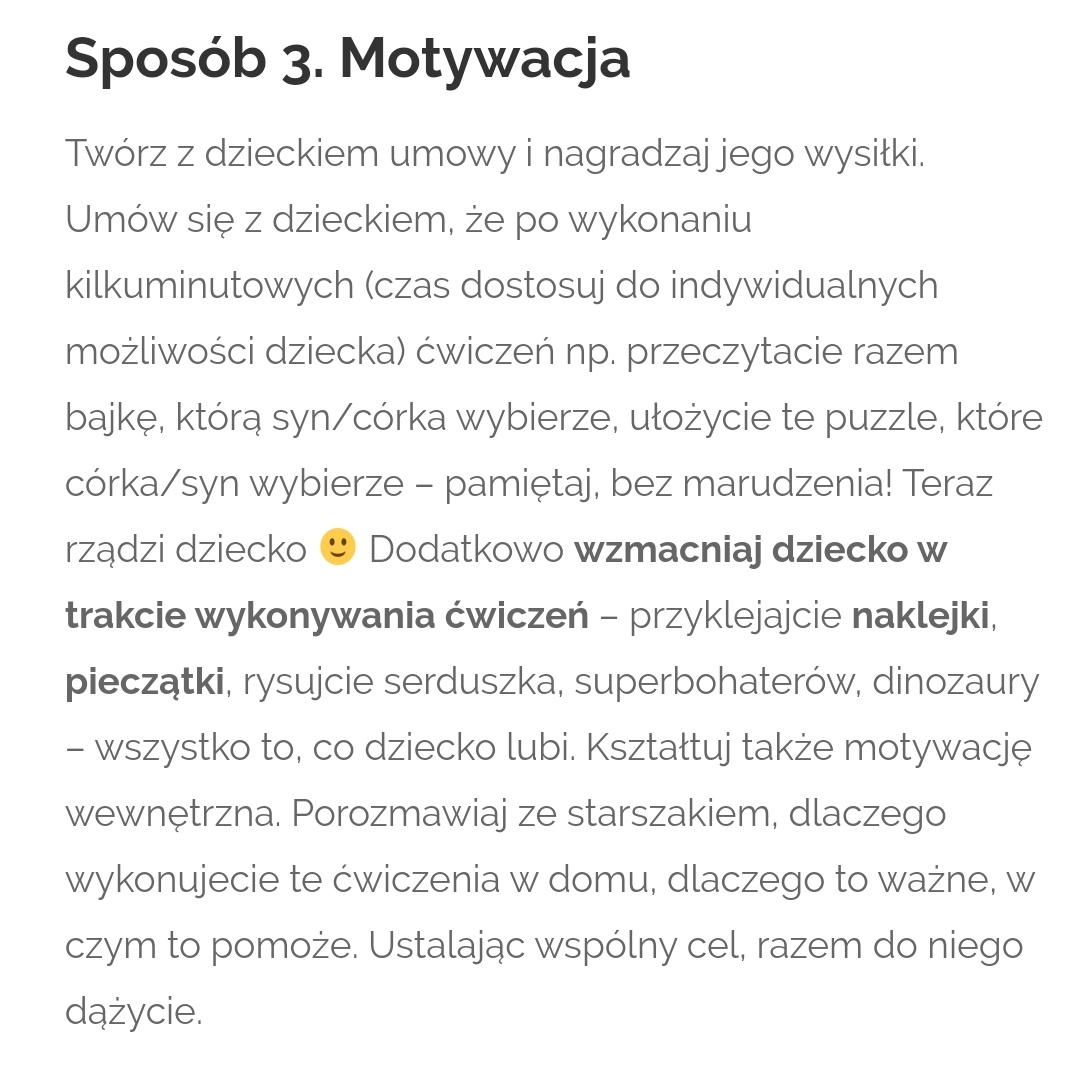 Sposób 3. Motywacja
Twórz z dzieckiem umowy i nagradzaj jego wysiłki.
Umów się z dzieckiem, że po wykonaniu
kilkuminutowych (czas dostosuj do indywidualnych
możliwości dziecka) ćwiczeń np. przeczytacie razem
bajkę, którą syn/córka wybierze, ułożycie te puzzle, które
córka/syn wybierze – pamiętaj, bez marudzenia! Teraz
rządzi dziecko 🙂 Dodatkowo wzmacniaj dziecko w
trakcie wykonywania ćwiczeń – przyklejajcie naklejki,
pieczątki, rysujcie serduszka, superbohaterów, dinozaury
– wszystko to, co dziecko lubi. Kształtuj także motywację
wewnętrzna. Porozmawiaj ze starszakiem, dlaczego
wykonujecie te ćwiczenia w domu, dlaczego to ważne, w
czym to pomoże. Ustalając wspólny cel, razem do niego
dążycie.